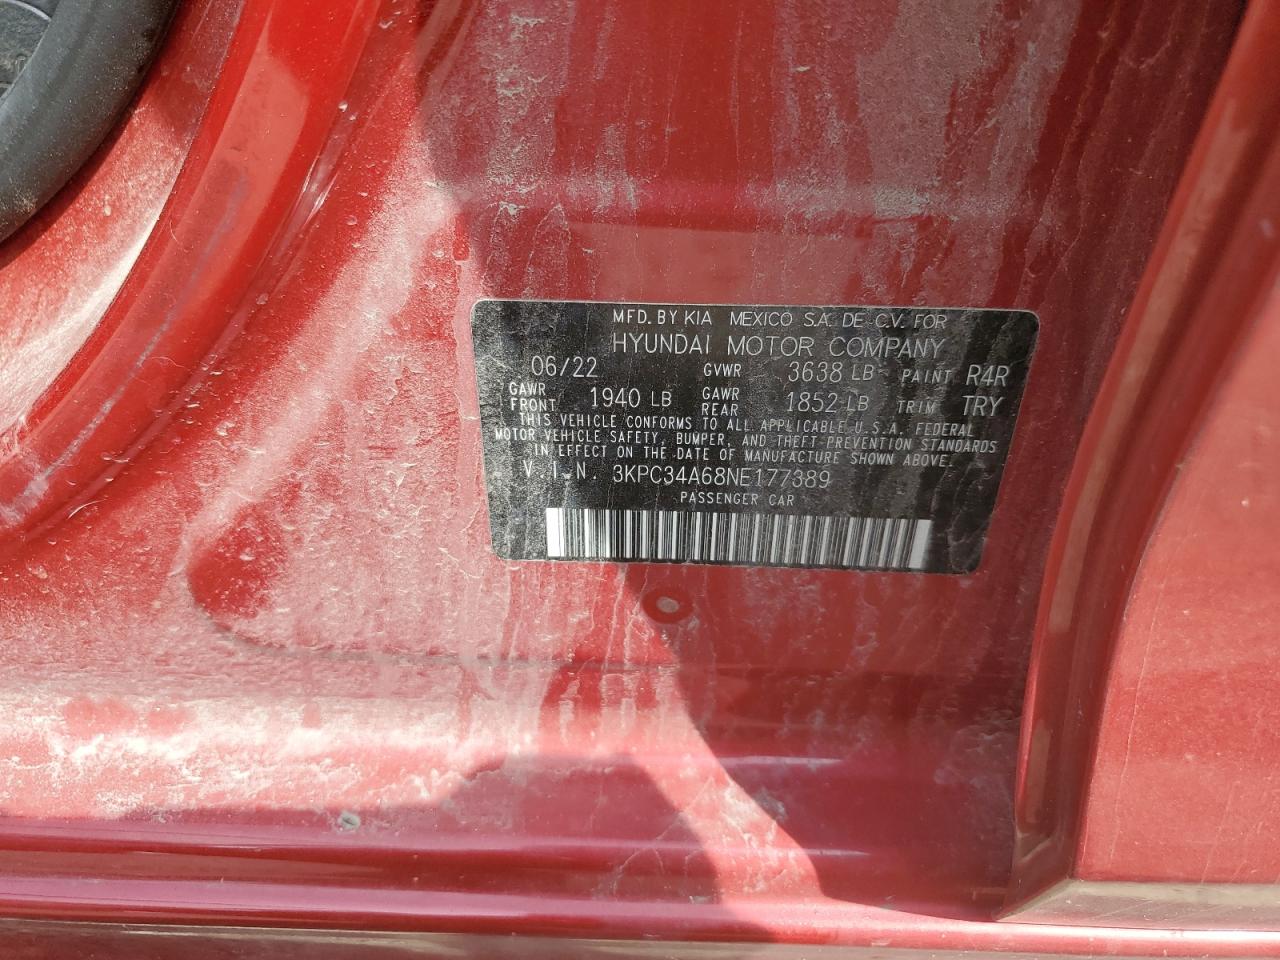 MFD. BY KIA MEXICO S.A. DE C.V. FOR
HYUNDAI MOTOR COMPANY
06/22 GVWR 3638 LB PAINT R4R
GAWR FRONT 1940 LB GAWR REAR 1852 LB TRIM TRY
THIS VEHICLE CONFORMS TO ALL APPLICABLE U.S.A. FEDERAL
MOTOR VEHICLE SAFETY, BUMPER, AND THEFT PREVENTION STANDARDS
IN EFFECT ON THE DATE OF MANUFACTURE SHOWN ABOVE.
V.I.N. 3KPC34A68NE177389
PASSENGER CAR